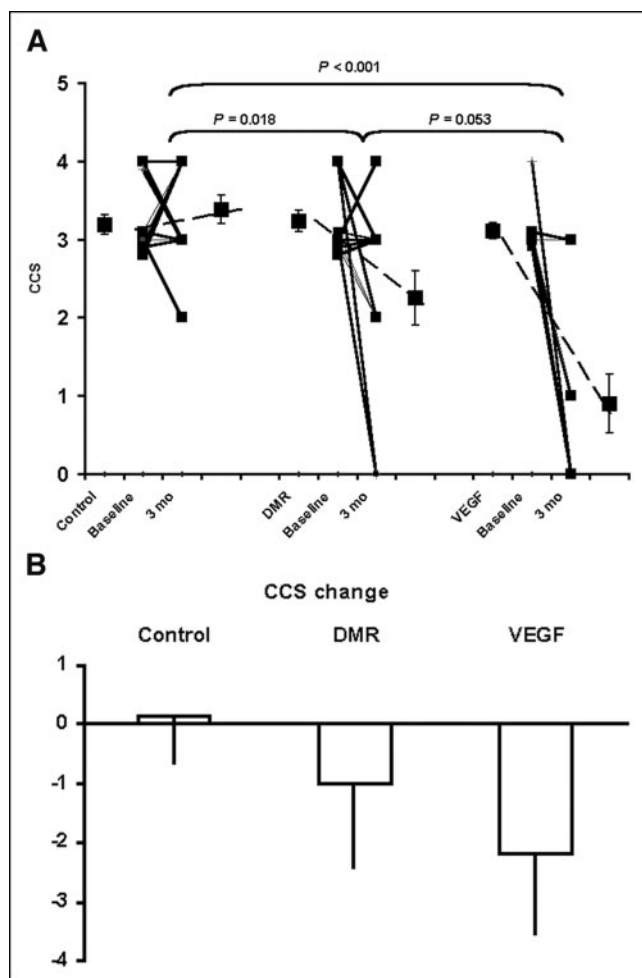 A
P < 0.001
P = 0.018
P = 0.053
5
4
3
2
1
0
CCS
Control
Baseline
3 mo
DMR
Baseline
3 mo
VEGF
Baseline
3 mo
B
CCS change
Control DMR VEGF
1
0
-1
-2
-3
-4